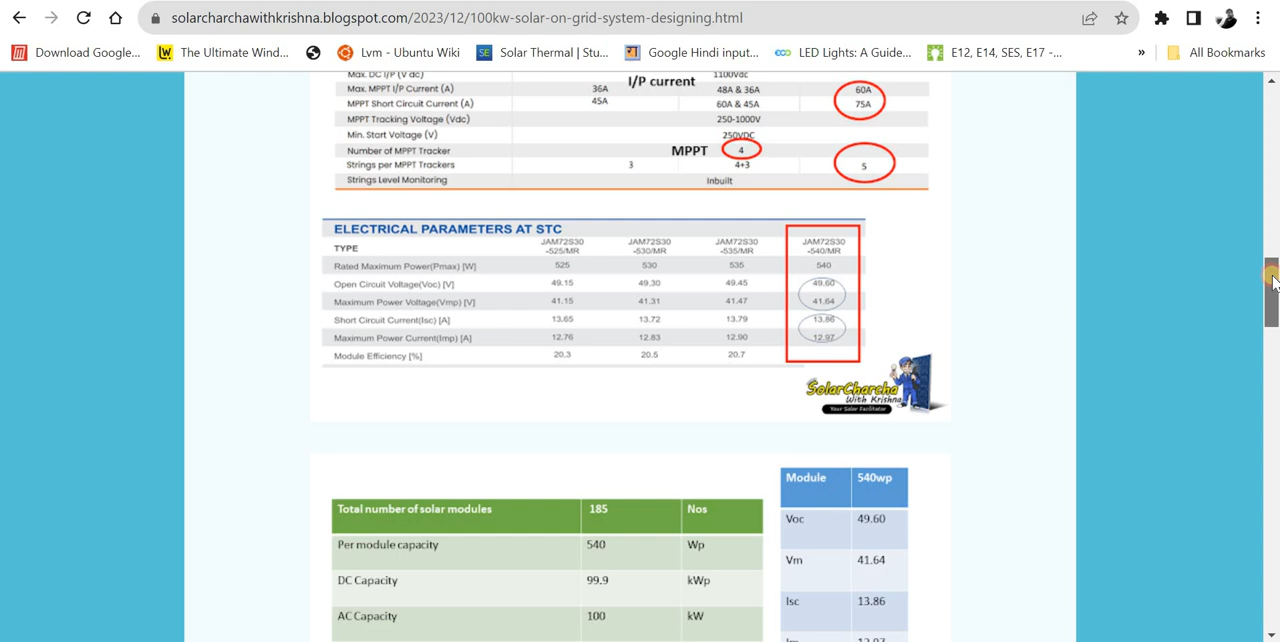 solarcharchawithkrishna.blogspot.com/2023/12/100kw-solar-on-grid-system-designing.html
Download Google... The Ultimate Wind... Lvm - Ubuntu Wiki Solar Thermal | Stu... Google Hindi input... LED Lights: A Guide... E12, E14, SES, E17 -... » All Bookmarks
Max. DC I/P (V dc) 1100Vdc
I/P current
Max. MPPT I/P Current (A) 36A 48A & 36A 60A
MPPT Short Circuit Current (A) 45A 60A & 45A 75A
MPPT Tracking Voltage (Vdc) 250-1000V
Min. Start Voltage (V) 250VDC
Number of MPPT Tracker MPPT 4
Strings per MPPT Trackers 3 4+3 5
Strings Level Monitoring Inbuilt
ELECTRICAL PARAMETERS AT STC
TYPE JAM72S30 -525/MR JAM72S30 -530/MR JAM72S30 -535/MR JAM72S30 -540/MR
Rated Maximum Power(Pmax) [W] 525 530 535 540
Open Circuit Voltage(Voc) [V] 49.15 49.30 49.45 49.60
Maximum Power Voltage(Vmp) [V] 41.15 41.31 41.47 41.64
Short Circuit Current(Isc) [A] 13.65 13.72 13.79 13.86
Maximum Power Current(Imp) [A] 12.76 12.83 12.90 12.97
Module Efficiency [%] 20.3 20.5 20.7
SolarCharcha
With Krishna
Your Solar Facilitator
Total number of solar modules 185 Nos
Per module capacity 540 Wp
DC Capacity 99.9 kWp
AC Capacity 100 kW
Module 540wp
Voc 49.60
Vm 41.64
Isc 13.86
Im 12.97